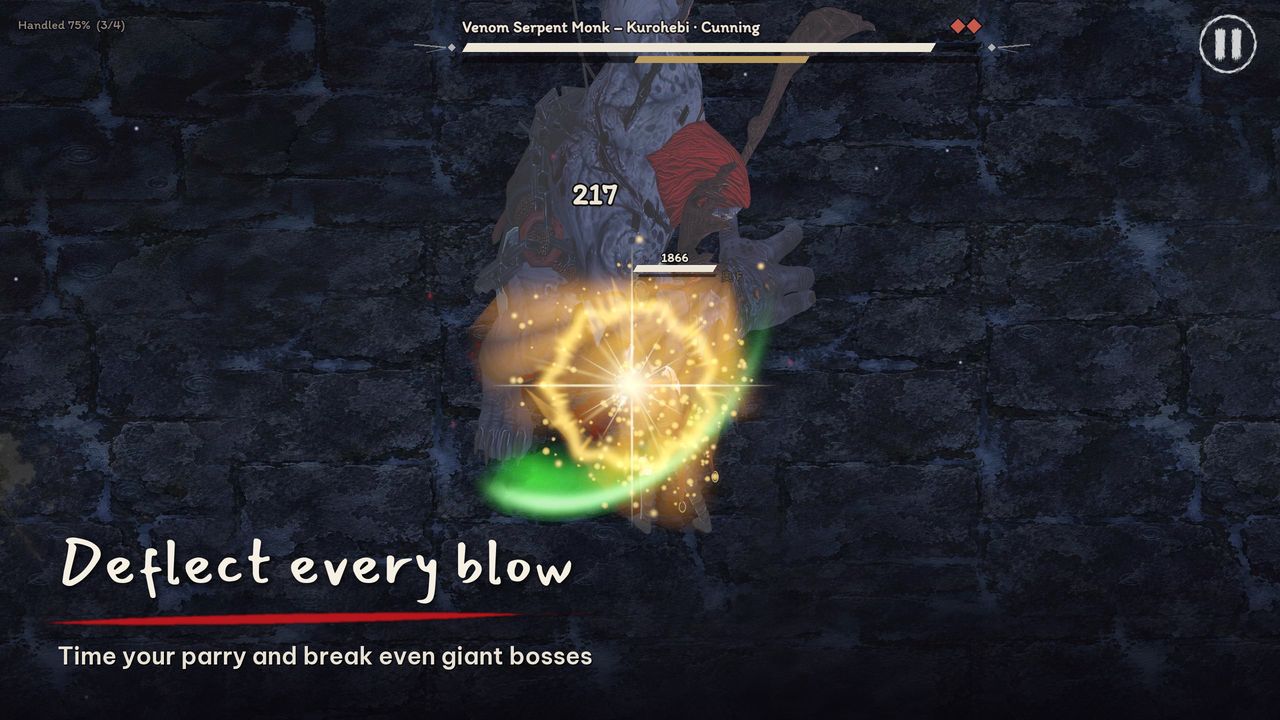 Handled 75% (3/4)
Venom Serpent Monk – Kurohebi · Cunning
217
1866
Deflect every blow
Time your parry and break even giant bosses